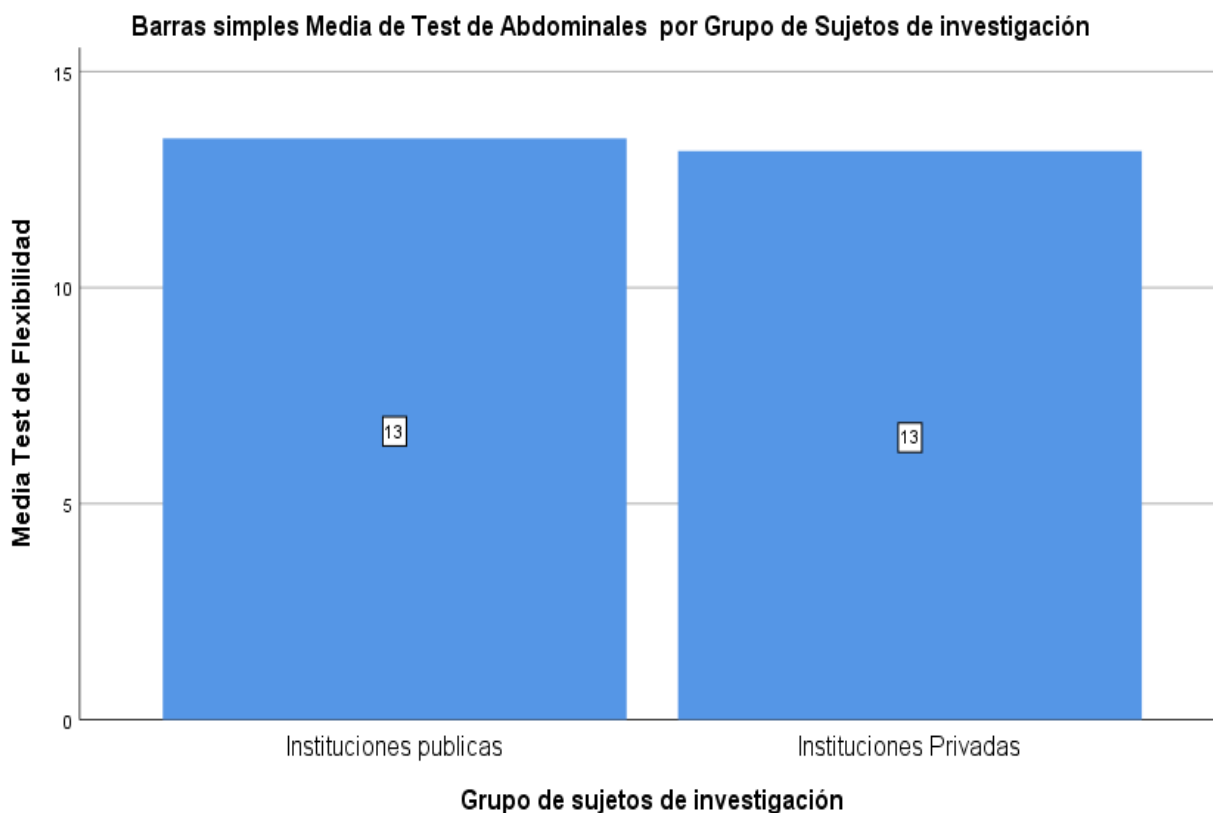 Barras simples Media de Test de Abdominales por Grupo de Sujetos de investigación
Media Test de Flexibilidad
15
10
5
0
13
13
Instituciones publicas
Instituciones Privadas
Grupo de sujetos de investigación